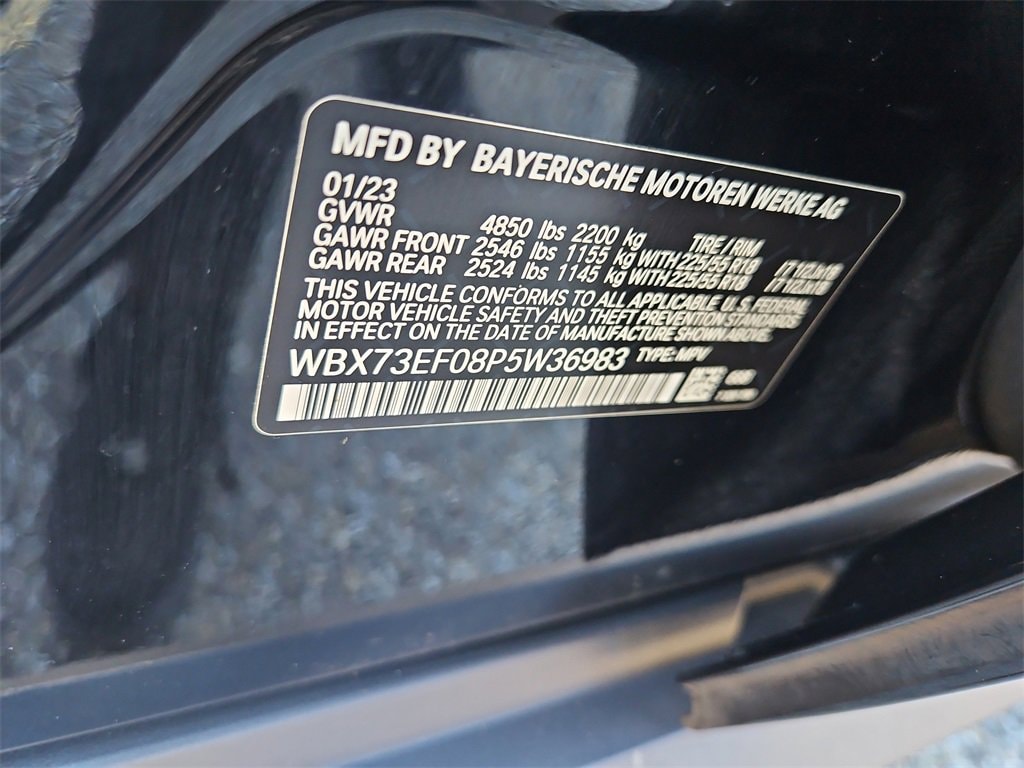 MFD BY BAYERISCHE MOTOREN WERKE AG
01/23
GVWR 4850 lbs 2200 kg TIRE / RIM
GAWR FRONT 2546 lbs 1155 kg WITH 225/55 R18
GAWR REAR 2524 lbs 1145 kg WITH 225/55 R18
THIS VEHICLE CONFORMS TO ALL APPLICABLE U.S. FEDERAL
MOTOR VEHICLE SAFETY AND THEFT PREVENTION STANDARDS
IN EFFECT ON THE DATE OF MANUFACTURE SHOWN ABOVE.
WBX73EF08P5W36983 TYPE: MPV